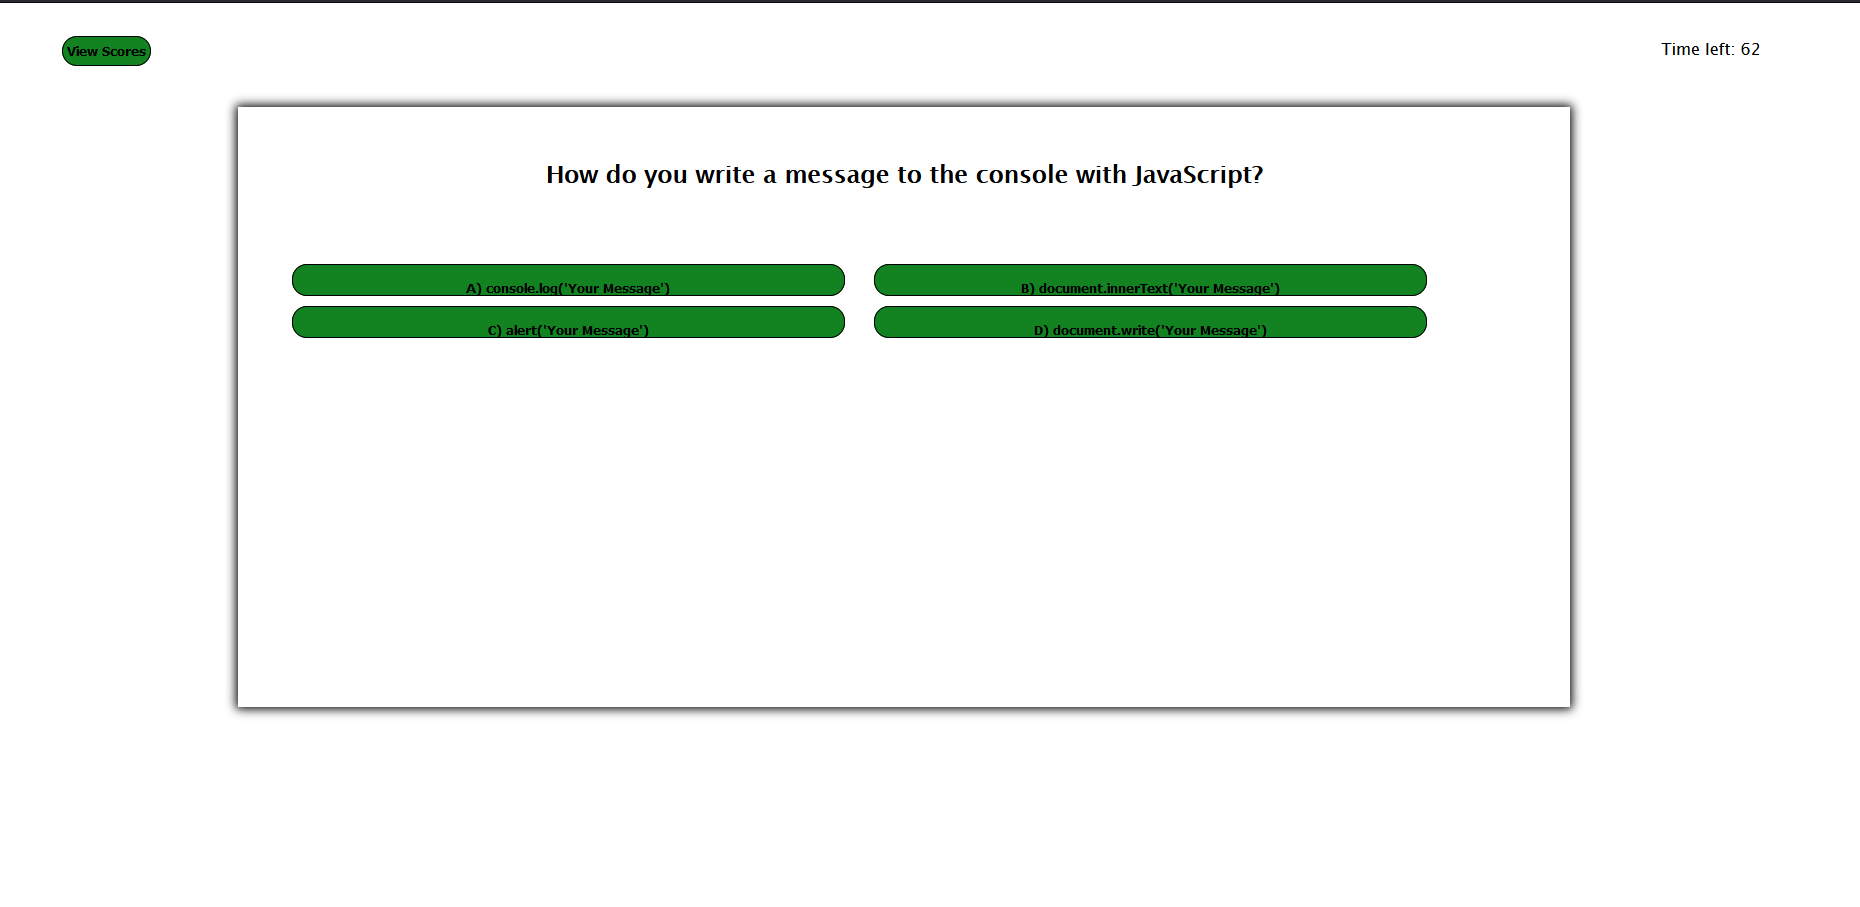 View Scores
Time left: 62
How do you write a message to the console with JavaScript?
A) console.log('Your Message')
B) document.innerText('Your Message')
C) alert('Your Message')
D) document.write('Your Message')